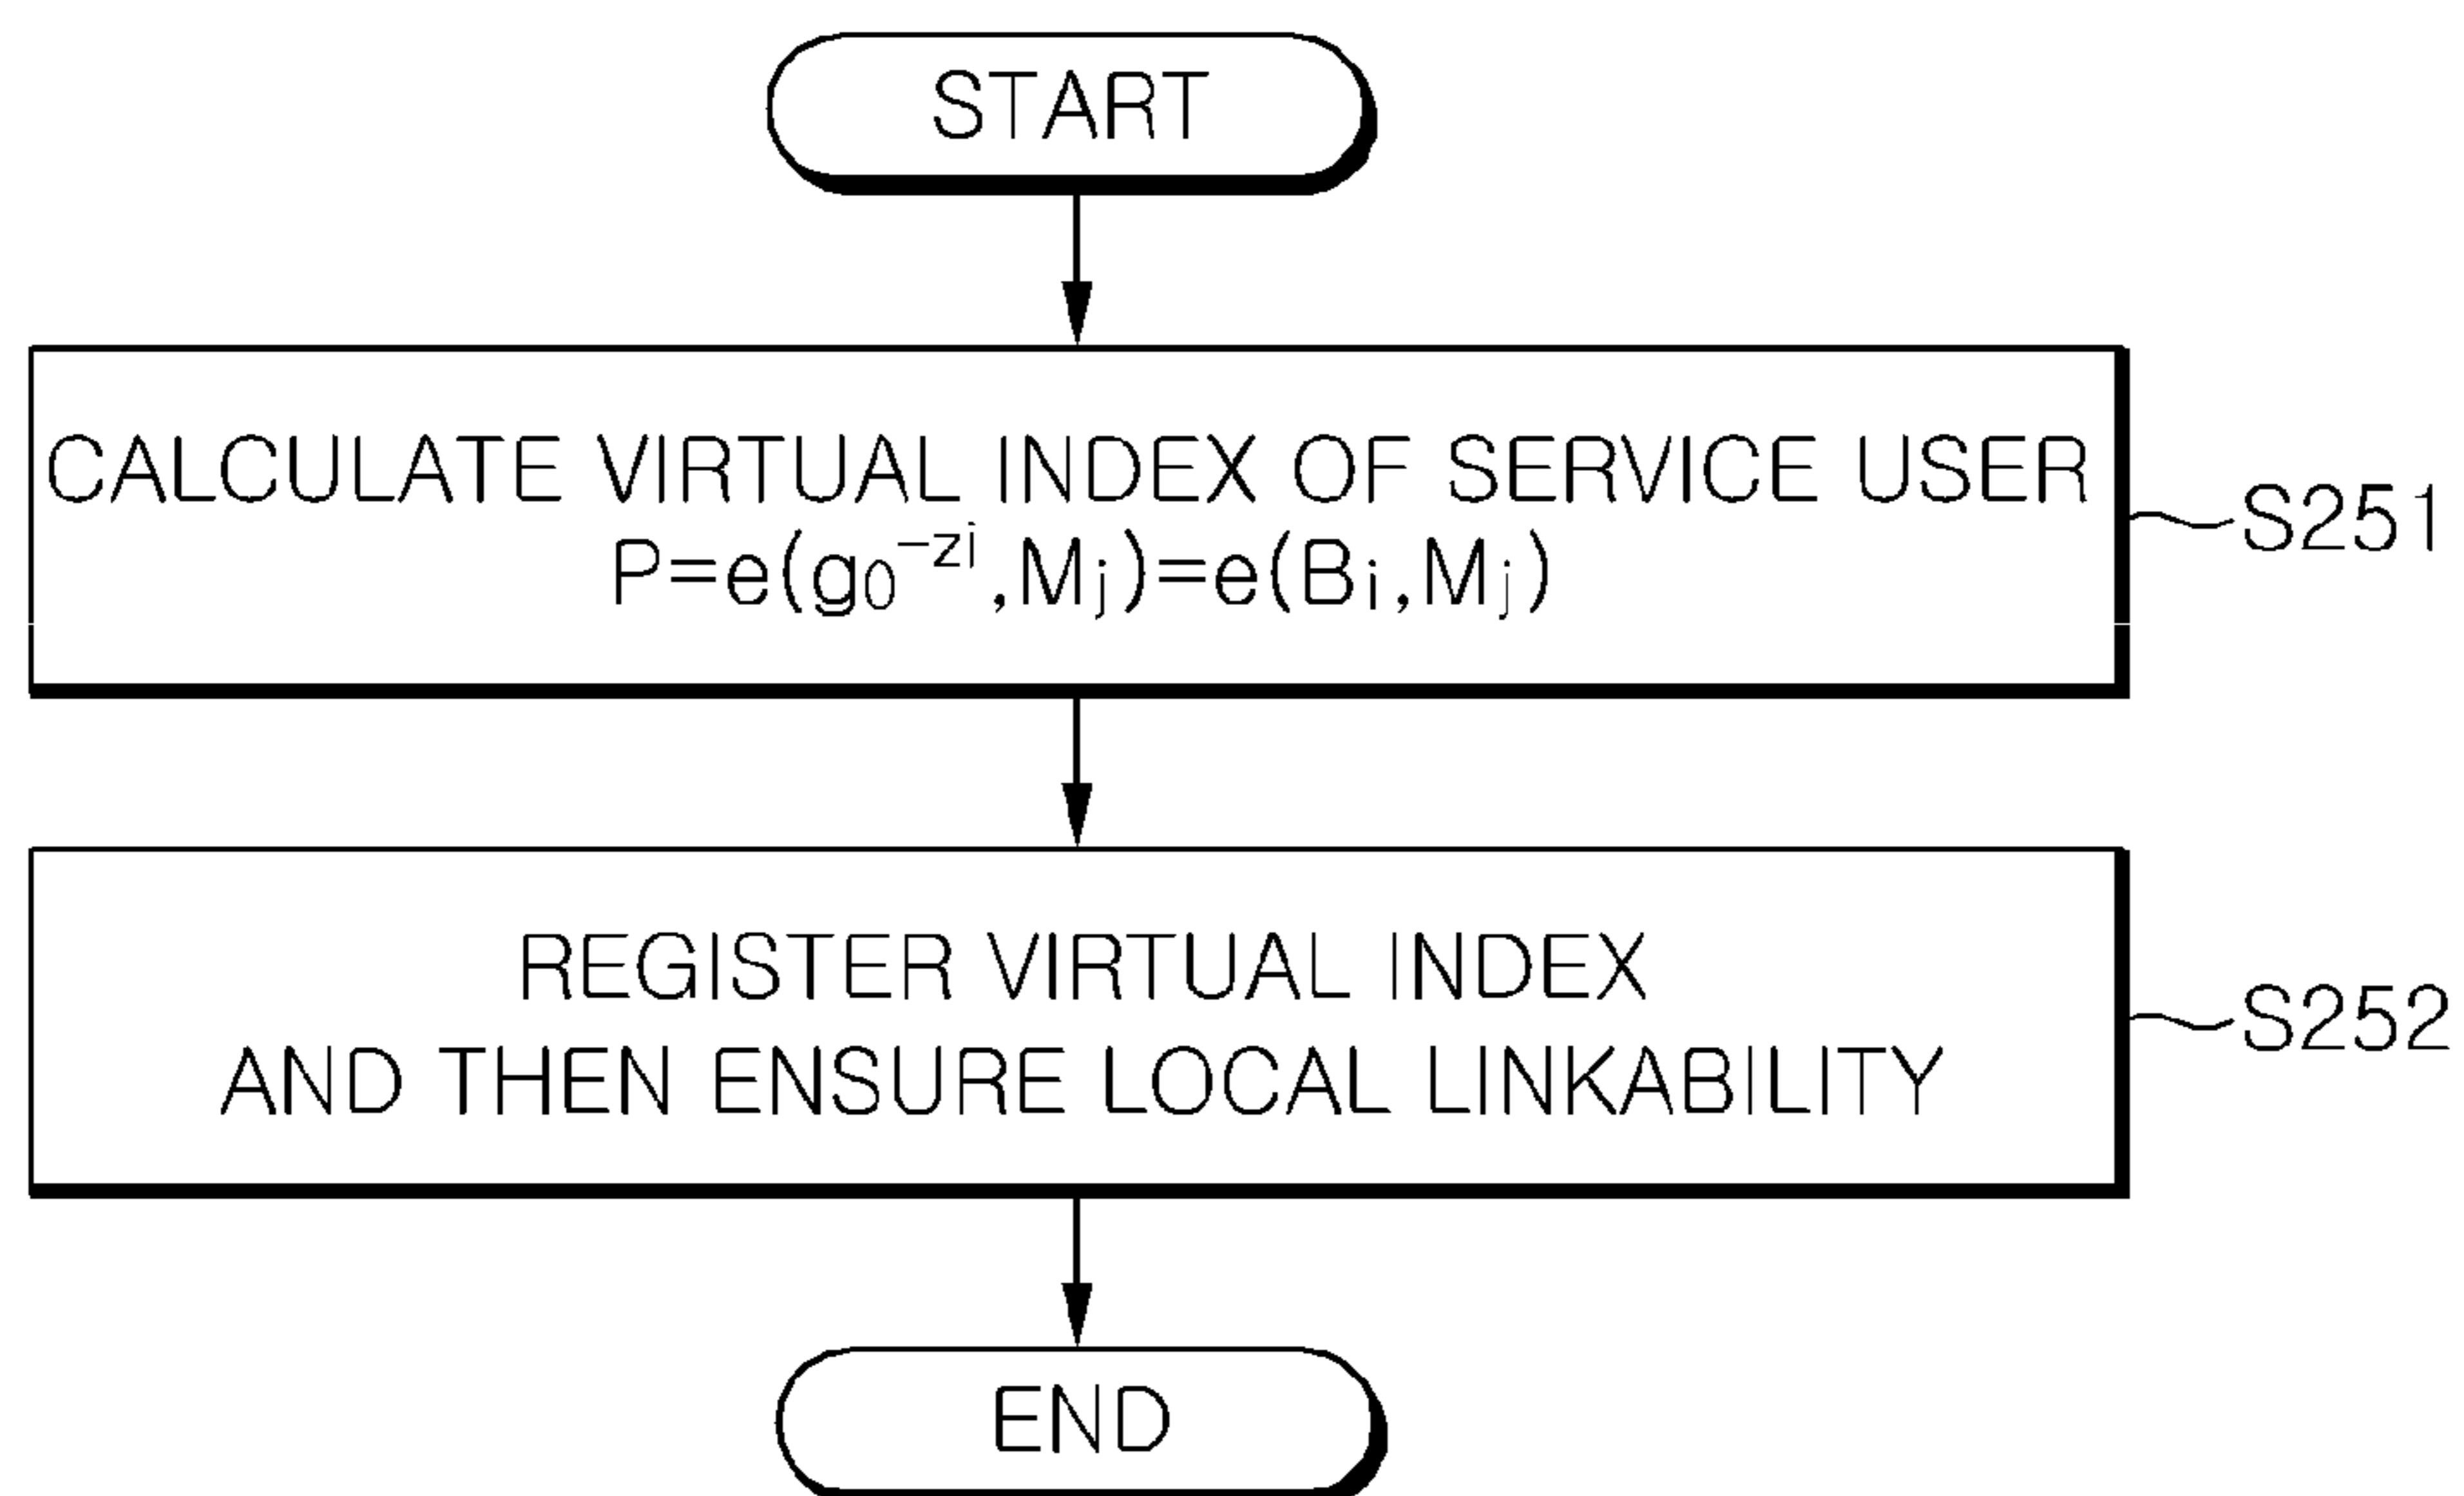 START
CALCULATE VIRTUAL INDEX OF SERVICE USER
P=e(g₀⁻ᶻⁱ,Mⱼ)=e(Bᵢ,Mⱼ)
S251
REGISTER VIRTUAL INDEX
AND THEN ENSURE LOCAL LINKABILITY
S252
END